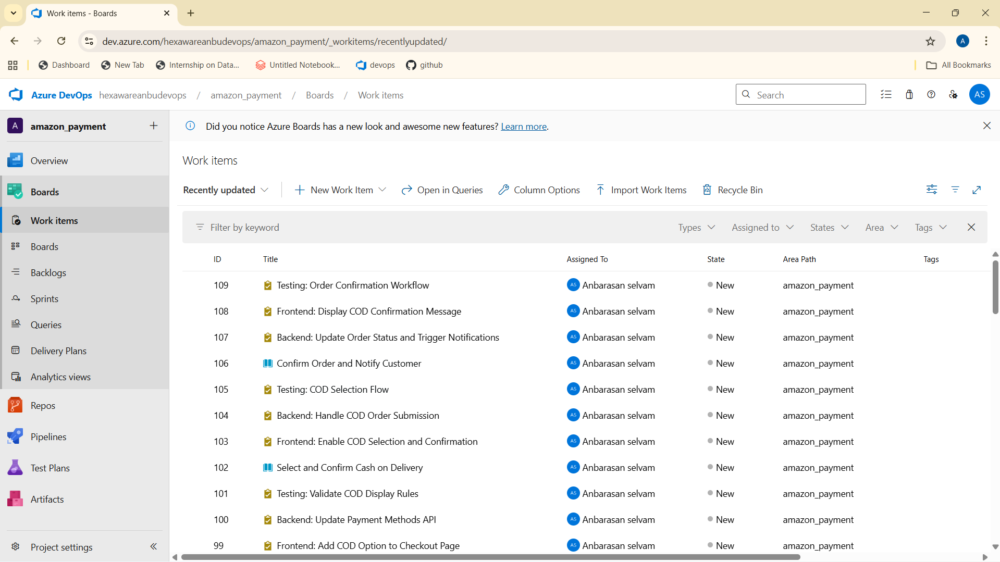 Work items - Boards
dev.azure.com/hexawareanbudevops/amazon_payment/_workitems/recentlyupdated/
A
Dashboard
New Tab
Internship on Data...
Untitled Notebook...
devops
github
All Bookmarks
Azure DevOps hexawareanbudevops / amazon_payment / Boards / Work items
Search
AS
A amazon_payment
Did you notice Azure Boards has a new look and awesome new features? Learn more.
Overview
Boards
Work items
Boards
Backlogs
Sprints
Queries
Delivery Plans
Analytics views
Repos
Pipelines
Test Plans
Artifacts
Project settings
Work items
Recently updated
New Work Item
Open in Queries
Column Options
Import Work Items
Recycle Bin
Filter by keyword
Types
Assigned to
States
Area
Tags
ID Title Assigned To State Area Path Tags
109 Testing: Order Confirmation Workflow AS Anbarasan selvam New amazon_payment
108 Frontend: Display COD Confirmation Message AS Anbarasan selvam New amazon_payment
107 Backend: Update Order Status and Trigger Notifications AS Anbarasan selvam New amazon_payment
106 Confirm Order and Notify Customer AS Anbarasan selvam New amazon_payment
105 Testing: COD Selection Flow AS Anbarasan selvam New amazon_payment
104 Backend: Handle COD Order Submission AS Anbarasan selvam New amazon_payment
103 Frontend: Enable COD Selection and Confirmation AS Anbarasan selvam New amazon_payment
102 Select and Confirm Cash on Delivery AS Anbarasan selvam New amazon_payment
101 Testing: Validate COD Display Rules AS Anbarasan selvam New amazon_payment
100 Backend: Update Payment Methods API AS Anbarasan selvam New amazon_payment
99 Frontend: Add COD Option to Checkout Page AS Anbarasan selvam New amazon_payment